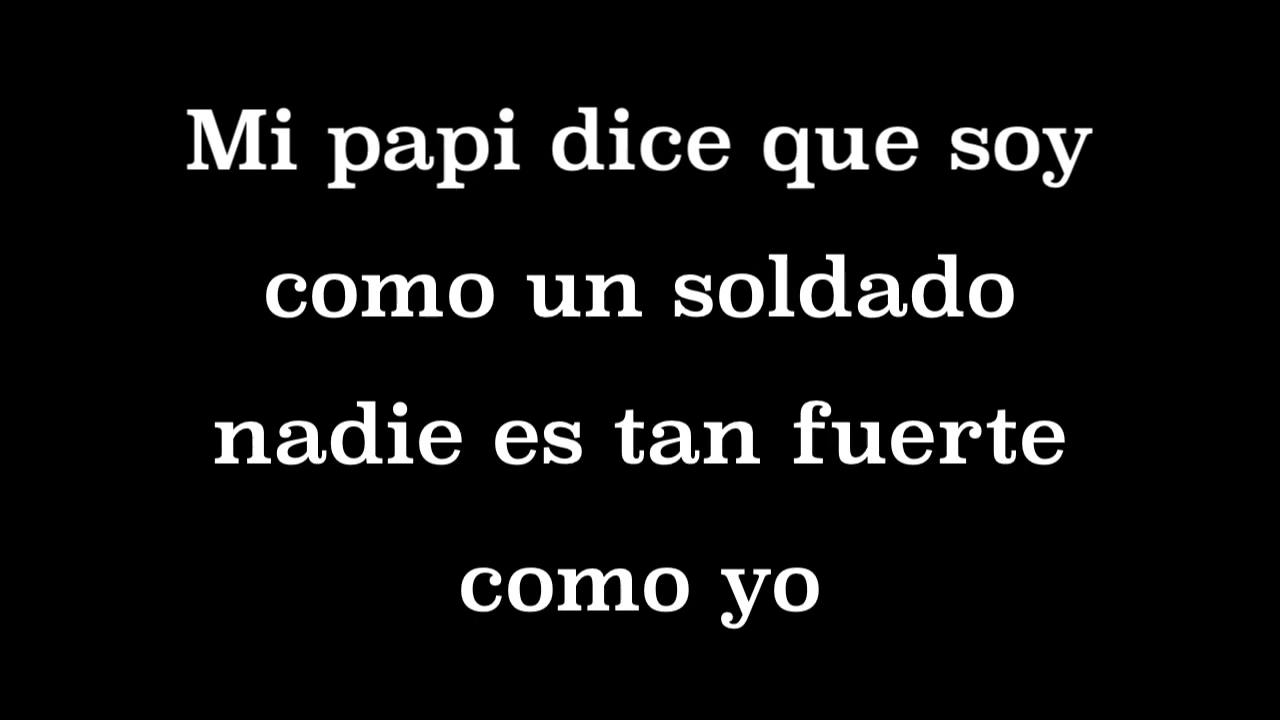 Mi papi dice que soy
como un soldado
nadie es tan fuerte
como yo